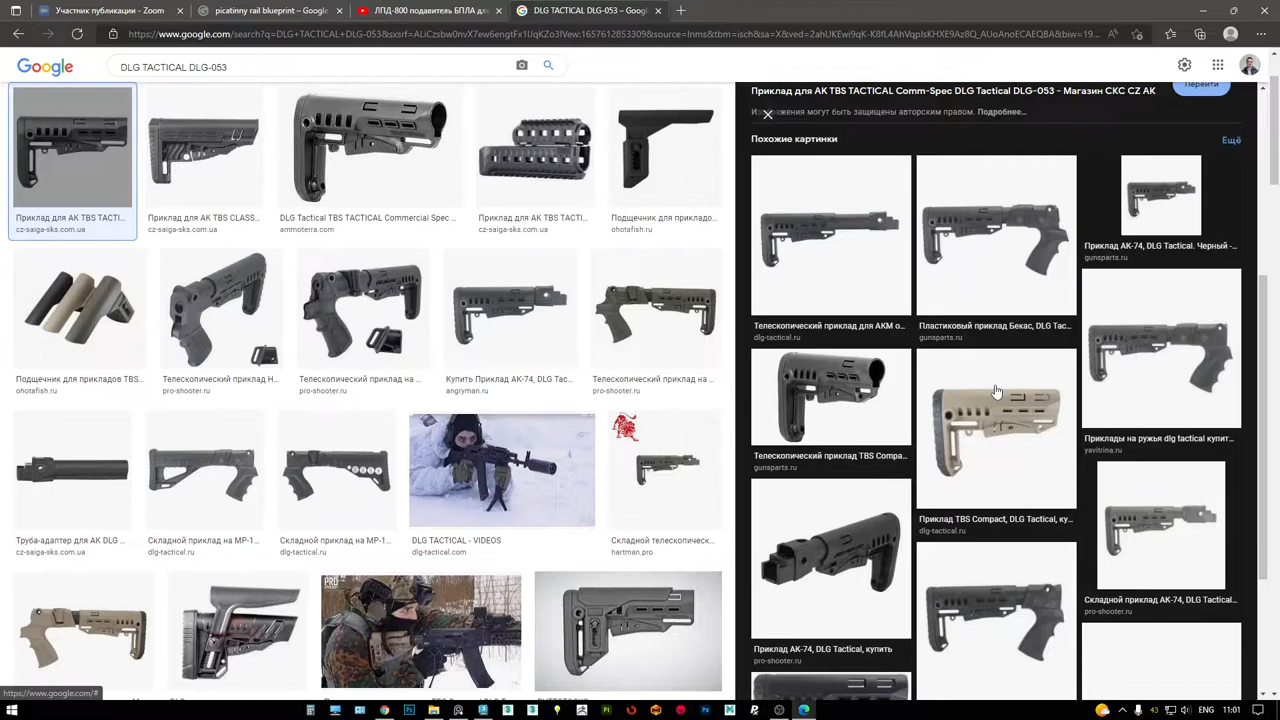 Участник публикации - Zoom
picatinny rail blueprint – Google
ЛПД-800 подавитель БПЛА для
DLG TACTICAL DLG-053 – Google
https://www.google.com/search?q=DLG+TACTICAL+DLG-053&sxsrf=
Google
DLG TACTICAL DLG-053
Приклад для АК TBS TACTICAL Comm-Spec DLG Tactical DLG-053 - Магазин СКС CZ АК
Перейти
Изображения могут быть защищены авторским правом. Подробнее...
Похожие картинки
Ещё
Приклад для АК TBS TACTI...
cz-saiga-sks.com.ua
Приклад для АК TBS CLASS...
cz-saiga-sks.com.ua
DLG Tactical TBS TACTICAL Commercial Spec ...
ammoterra.com
Приклад для АК TBS TACTI...
cz-saiga-sks.com.ua
Подщечник для прикладо...
ohotafish.ru
Подщечник для прикладов TBS...
ohotafish.ru
Телескопический приклад Н...
pro-shooter.ru
Телескопический приклад на ...
pro-shooter.ru
Купить Приклад AK-74, DLG Tac...
angryman.ru
Телескопический приклад на ...
pro-shooter.ru
Труба-адаптер для АК DLG ...
cz-saiga-sks.com.ua
Складной приклад на МР-1...
dlg-tactical.ru
Складной приклад на МР-1...
dlg-tactical.ru
DLG TACTICAL - VIDEOS
dlg-tactical.com
Складной телескопическ...
hartman.pro
PRO
Телескопический приклад для АКМ о...
dlg-tactical.ru
Пластиковый приклад Бекас, DLG Tac...
gunsparts.ru
Приклад АК-74, DLG Tactical. Черный -...
gunsparts.ru
Телескопический приклад TBS Compa...
gunsparts.ru
Приклад TBS Compact, DLG Tactical, ку...
dlg-tactical.ru
Приклады на ружья dlg tactical купит...
yavitrina.ru
Приклад АК-74, DLG Tactical, купить
pro-shooter.ru
Складной приклад АК-74, DLG Tactical...
pro-shooter.ru
https://www.google.com/#
43
ENG
11:01